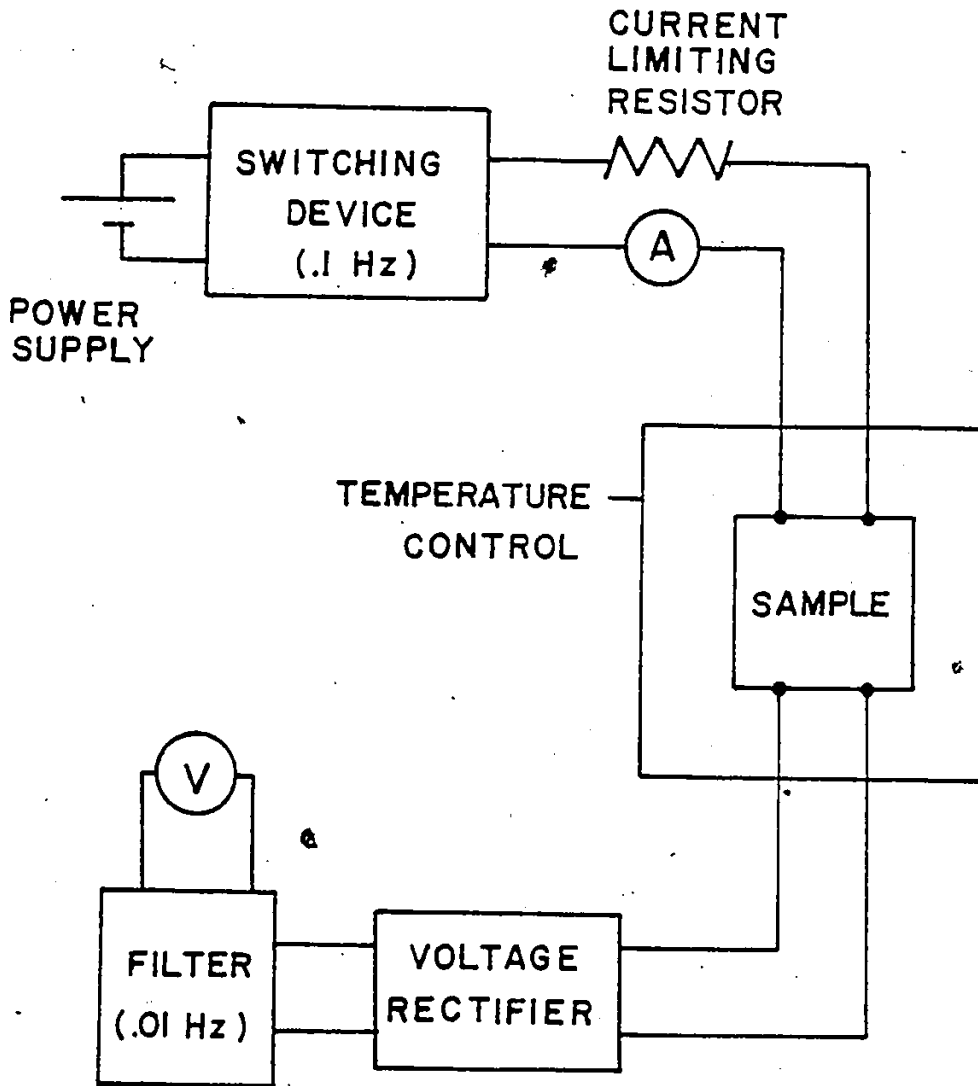 CURRENT
LIMITING
RESISTOR
SWITCHING
DEVICE
(.1 Hz)
A
POWER
SUPPLY
TEMPERATURE
CONTROL
SAMPLE
V
FILTER
(.01 Hz)
VOLTAGE
RECTIFIER